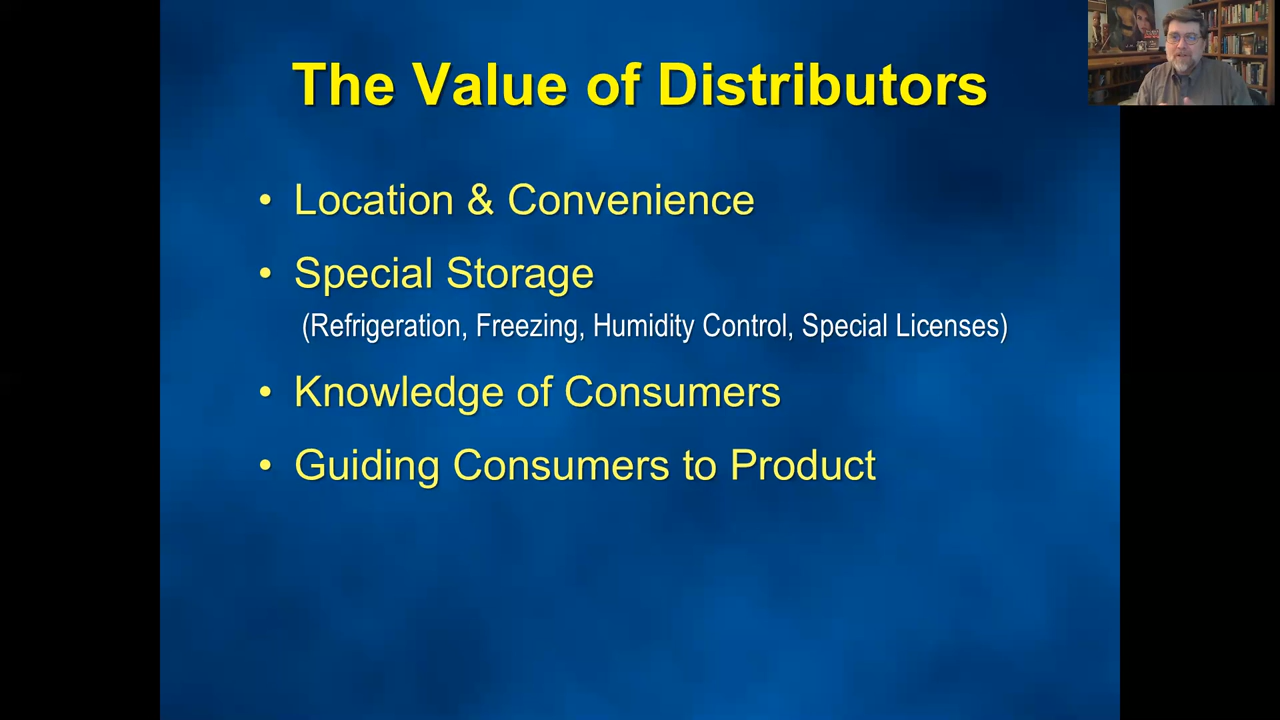 The Value of Distributors
• Location & Convenience
• Special Storage
(Refrigeration, Freezing, Humidity Control, Special Licenses)
• Knowledge of Consumers
• Guiding Consumers to Product